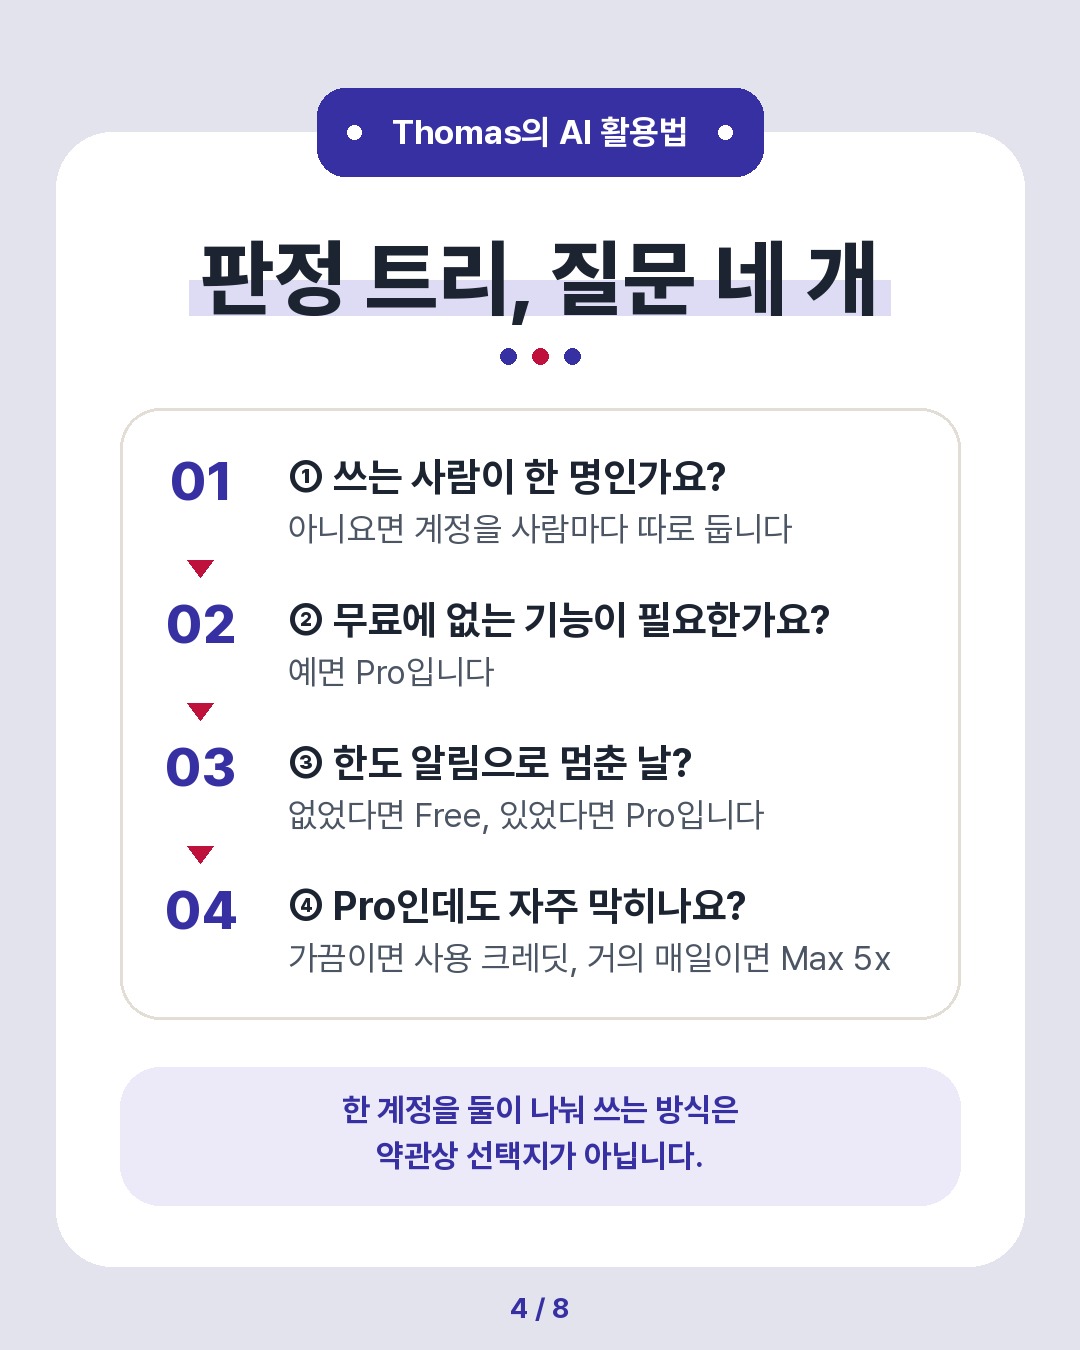 Thomas의 AI 활용법
판정 트리, 질문 네 개
01
① 쓰는 사람이 한 명인가요?
아니요면 계정을 사람마다 따로 둡니다
02
② 무료에 없는 기능이 필요한가요?
예면 Pro입니다
03
③ 한도 알림으로 멈춘 날?
없었다면 Free, 있었다면 Pro입니다
04
④ Pro인데도 자주 막히나요?
가끔이면 사용 크레딧, 거의 매일이면 Max 5x
한 계정을 둘이 나눠 쓰는 방식은
약관상 선택지가 아닙니다.
4 / 8